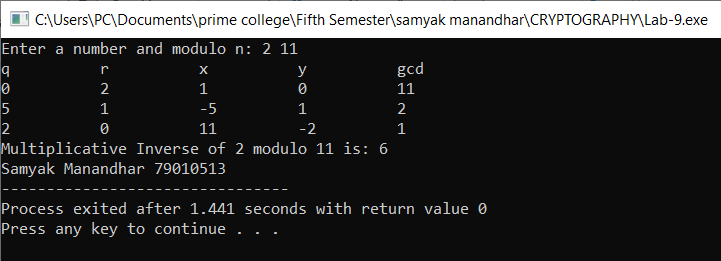 C:\Users\PC\Documents\prime college\Fifth Semester\samyak manandhar\CRYPTOGRAPHY\Lab-9.exe
Enter a number and modulo n: 2 11
q r x y gcd
0 2 1 0 11
5 1 -5 1 2
2 0 11 -2 1
Multiplicative Inverse of 2 modulo 11 is: 6
Samyak Manandhar 79010513
--------------------------------
Process exited after 1.441 seconds with return value 0
Press any key to continue . . .